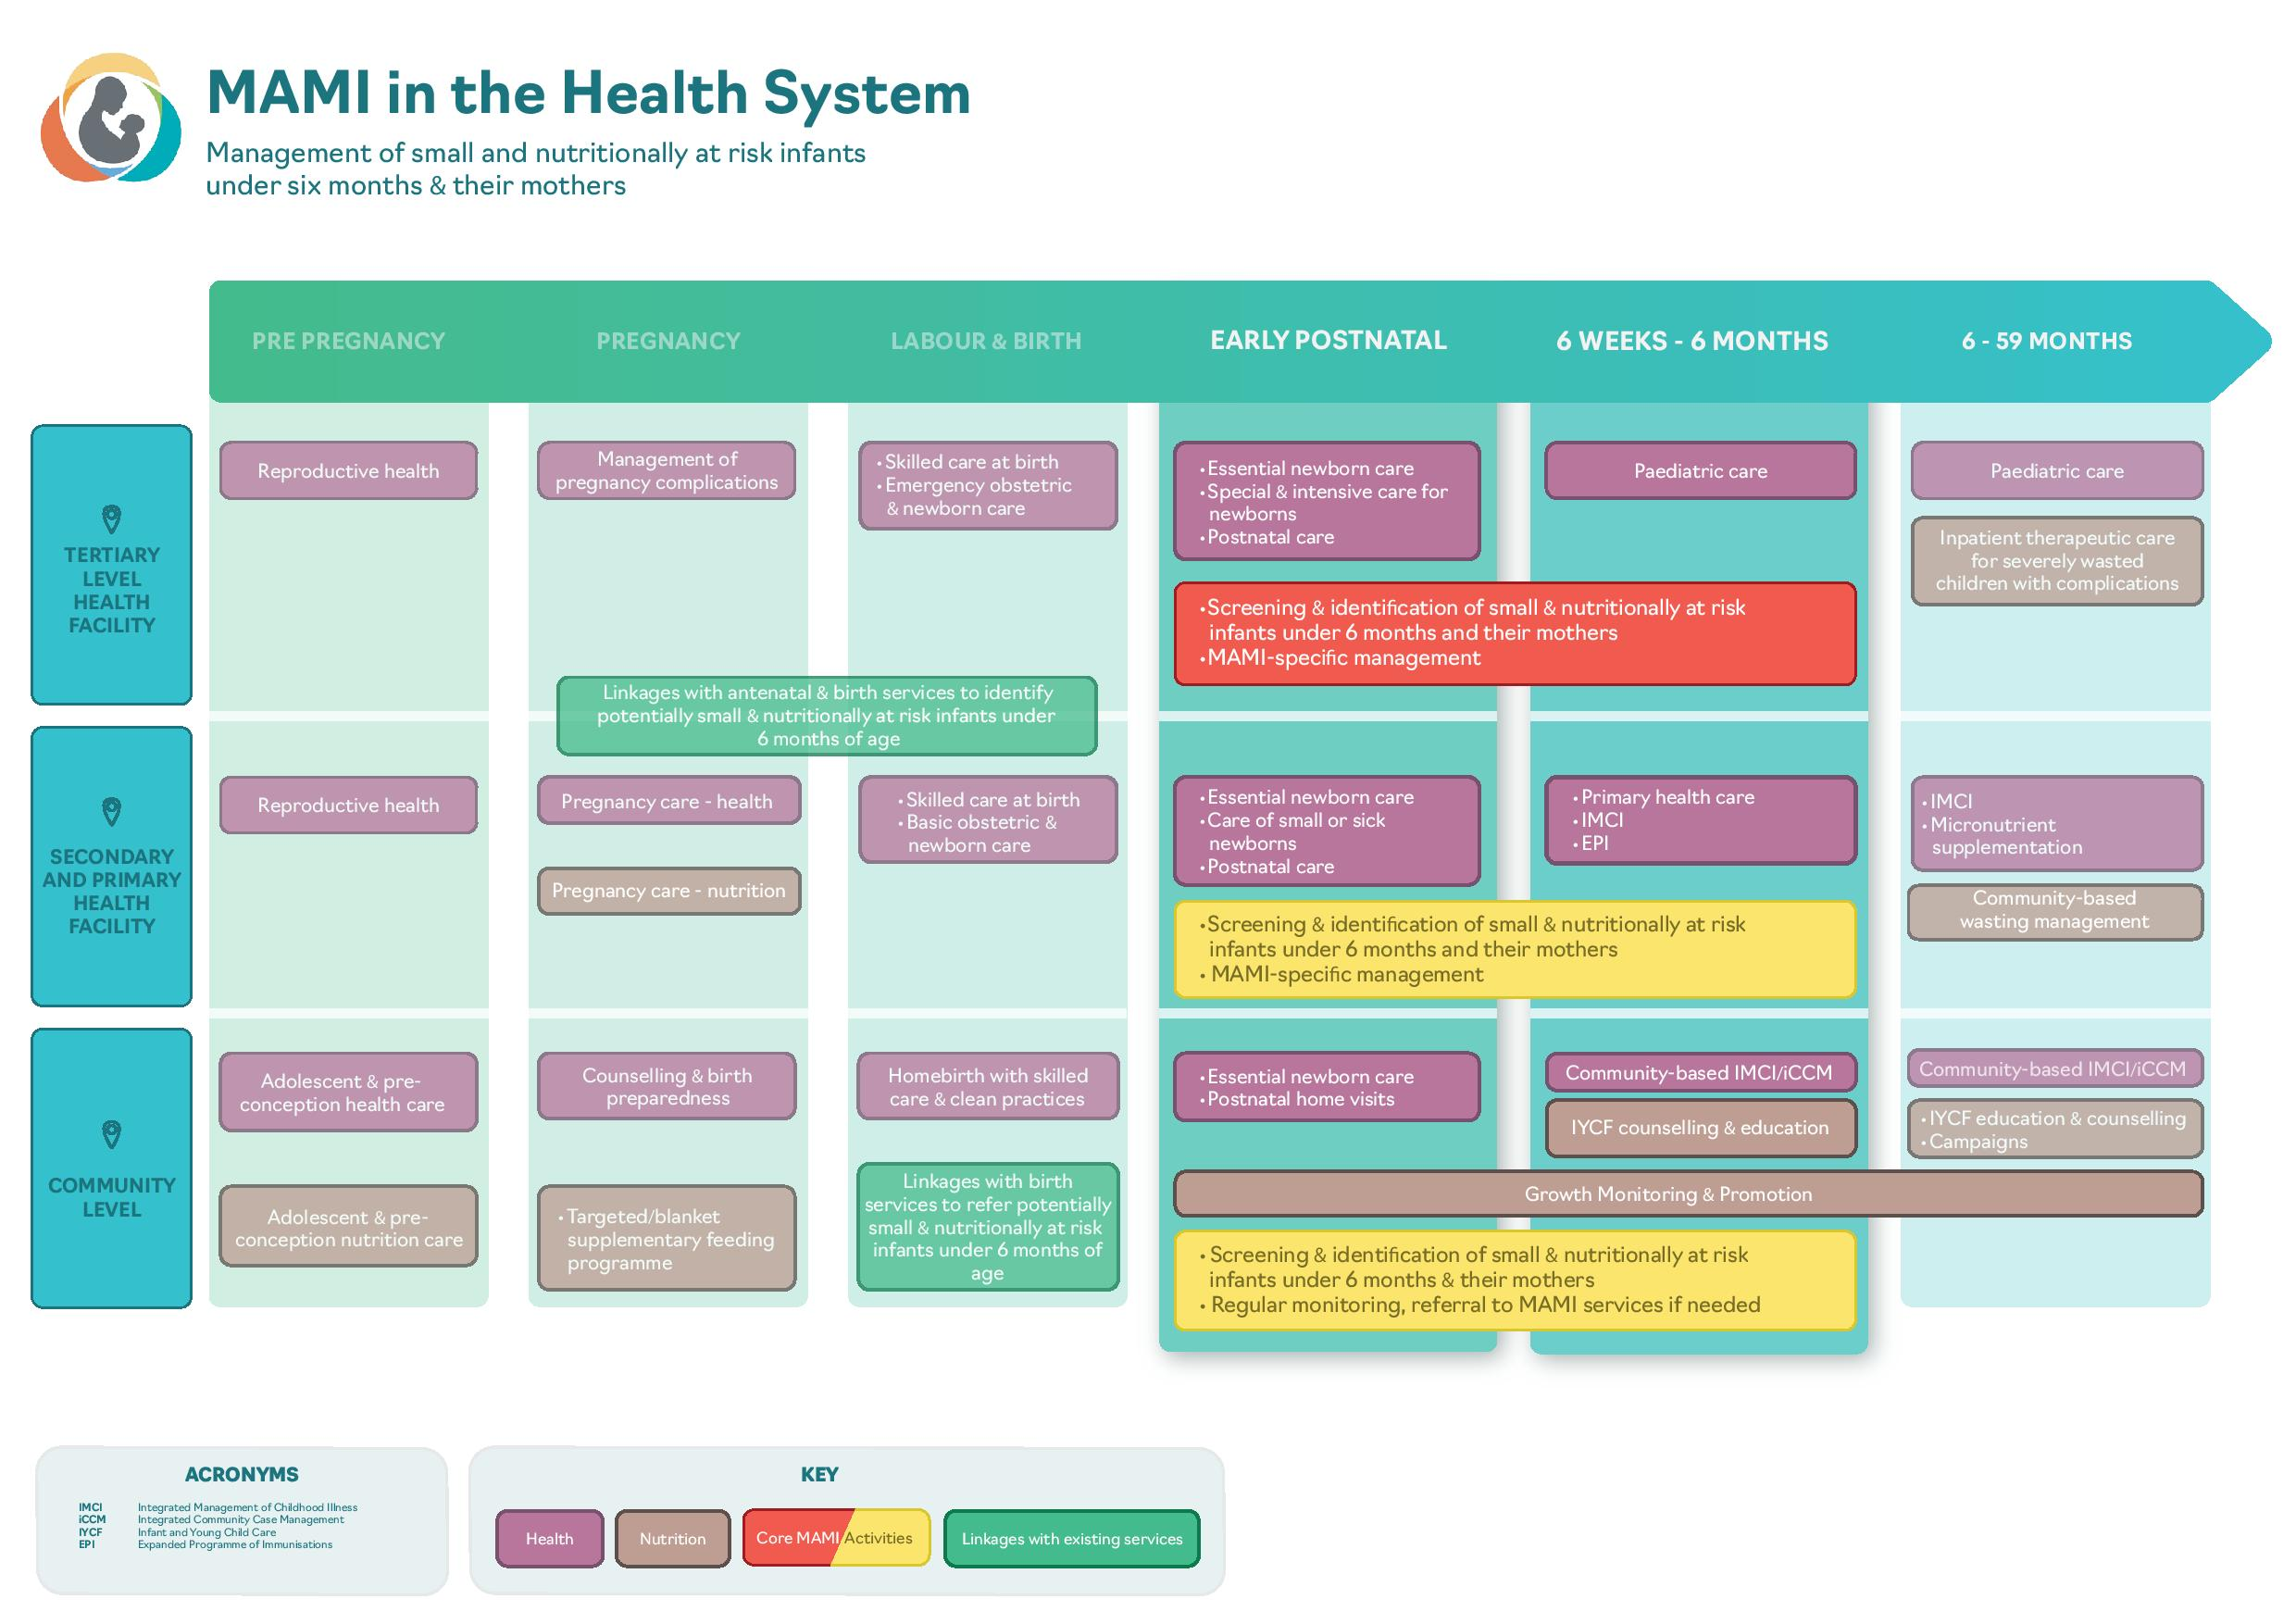 MAMI in the Health System
Management of small and nutritionally at risk infants
under six months & their mothers
PRE PREGNANCY
PREGNANCY
LABOUR & BIRTH
EARLY POSTNATAL
6 WEEKS - 6 MONTHS
6 - 59 MONTHS
TERTIARY
LEVEL
HEALTH
FACILITY
Reproductive health
Management of
pregnancy complications
• Skilled care at birth
• Emergency obstetric
& newborn care
• Essential newborn care
• Special & intensive care for
newborns
• Postnatal care
Paediatric care
Paediatric care
Inpatient therapeutic care
for severely wasted
children with complications
• Screening & identification of small & nutritionally at risk
infants under 6 months and their mothers
• MAMI-specific management
Linkages with antenatal & birth services to identify
potentially small & nutritionally at risk infants under
6 months of age
SECONDARY
AND PRIMARY
HEALTH
FACILITY
Reproductive health
Pregnancy care - health
Pregnancy care - nutrition
• Skilled care at birth
• Basic obstetric &
newborn care
• Essential newborn care
• Care of small or sick
newborns
• Postnatal care
• Primary health care
• IMCI
• EPI
• IMCI
• Micronutrient
supplementation
Community-based
wasting management
• Screening & identification of small & nutritionally at risk
infants under 6 months and their mothers
• MAMI-specific management
COMMUNITY
LEVEL
Adolescent & pre-
conception health care
Adolescent & pre-
conception nutrition care
Counselling & birth
preparedness
• Targeted/blanket
supplementary feeding
programme
Homebirth with skilled
care & clean practices
Linkages with birth
services to refer potentially
small & nutritionally at risk
infants under 6 months of
age
• Essential newborn care
• Postnatal home visits
Community-based IMCI/iCCM
IYCF counselling & education
Community-based IMCI/iCCM
• IYCF education & counselling
• Campaigns
Growth Monitoring & Promotion
• Screening & identification of small & nutritionally at risk
infants under 6 months & their mothers
• Regular monitoring, referral to MAMI services if needed
ACRONYMS
IMCI Integrated Management of Childhood Illness
iCCM Integrated Community Case Management
IYCF Infant and Young Child Care
EPI Expanded Programme of Immunisations
KEY
Health
Nutrition
Core MAMI Activities
Linkages with existing services